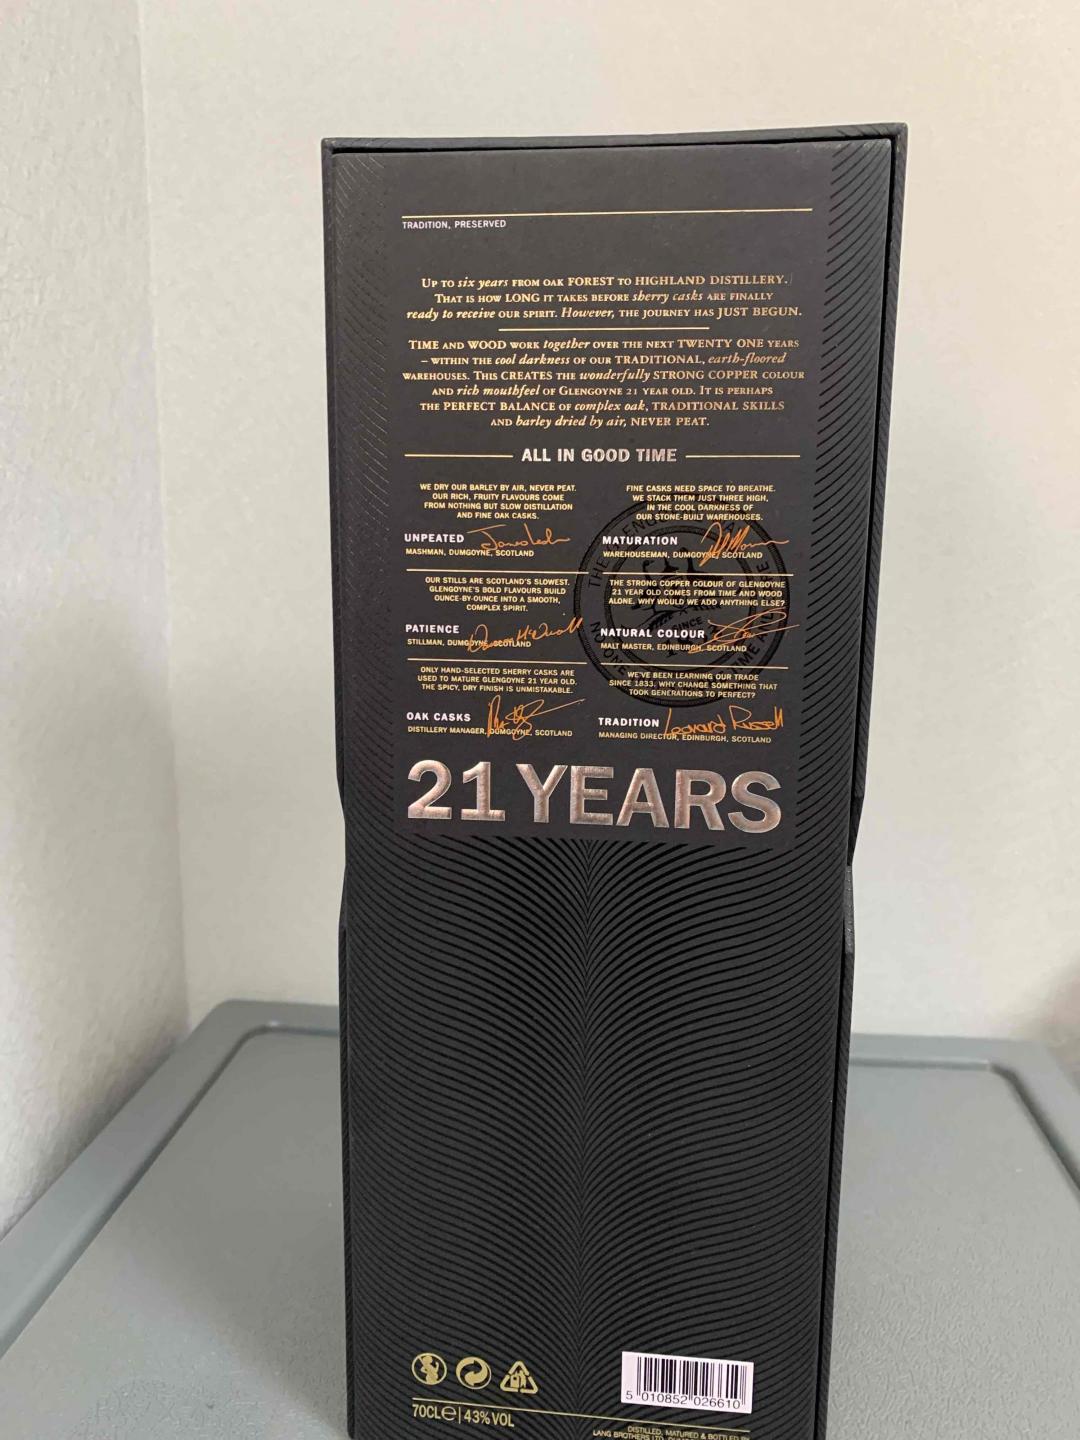 TRADITION, PRESERVED
UP TO six years FROM OAK FOREST TO HIGHLAND DISTILLERY.
THAT IS HOW LONG IT TAKES BEFORE sherry casks ARE FINALLY
ready to receive OUR SPIRIT. However, THE JOURNEY HAS JUST BEGUN.
TIME AND WOOD WORK together OVER THE NEXT TWENTY ONE YEARS
– WITHIN THE cool darkness OF OUR TRADITIONAL, earth-floored
WAREHOUSES. THIS CREATES THE wonderfully STRONG COPPER COLOUR
AND rich mouthfeel OF GLENGOYNE 21 YEAR OLD. IT IS PERHAPS
THE PERFECT BALANCE OF complex oak, TRADITIONAL SKILLS
AND barley dried by air, NEVER PEAT.
ALL IN GOOD TIME
WE DRY OUR BARLEY BY AIR, NEVER PEAT.
OUR RICH, FRUITY FLAVOURS COME
FROM NOTHING BUT SLOW DISTILLATION
AND FINE OAK CASKS.
UNPEATED
MASHMAN, DUMGOYNE, SCOTLAND
OUR STILLS ARE SCOTLAND'S SLOWEST.
GLENGOYNE'S BOLD FLAVOURS BUILD
OUNCE-BY-OUNCE INTO A SMOOTH,
COMPLEX SPIRIT.
PATIENCE
STILLMAN, DUMGOYNE, SCOTLAND
ONLY HAND-SELECTED SHERRY CASKS ARE
USED TO MATURE GLENGOYNE 21 YEAR OLD.
THE SPICY, DRY FINISH IS UNMISTAKABLE.
OAK CASKS
DISTILLERY MANAGER, DUMGOYNE, SCOTLAND
FINE CASKS NEED SPACE TO BREATHE.
WE STACK THEM JUST THREE HIGH,
IN THE COOL DARKNESS OF
OUR STONE-BUILT WAREHOUSES.
MATURATION
WAREHOUSEMAN, DUMGOYNE, SCOTLAND
THE STRONG COPPER COLOUR OF GLENGOYNE
21 YEAR OLD COMES FROM TIME AND WOOD
ALONE. WHY WOULD WE ADD ANYTHING ELSE?
NATURAL COLOUR
MALT MASTER, EDINBURGH, SCOTLAND
WE'VE BEEN LEARNING OUR TRADE
SINCE 1833. WHY CHANGE SOMETHING THAT
TOOK GENERATIONS TO PERFECT?
TRADITION Leonard Russell
MANAGING DIRECTOR, EDINBURGH, SCOTLAND
SINCE
21 YEARS
5 010852 026610
70CL℮ | 43% VOL
DISTILLED, MATURED & BOTTLED BY
LANG BROTHERS LTD,